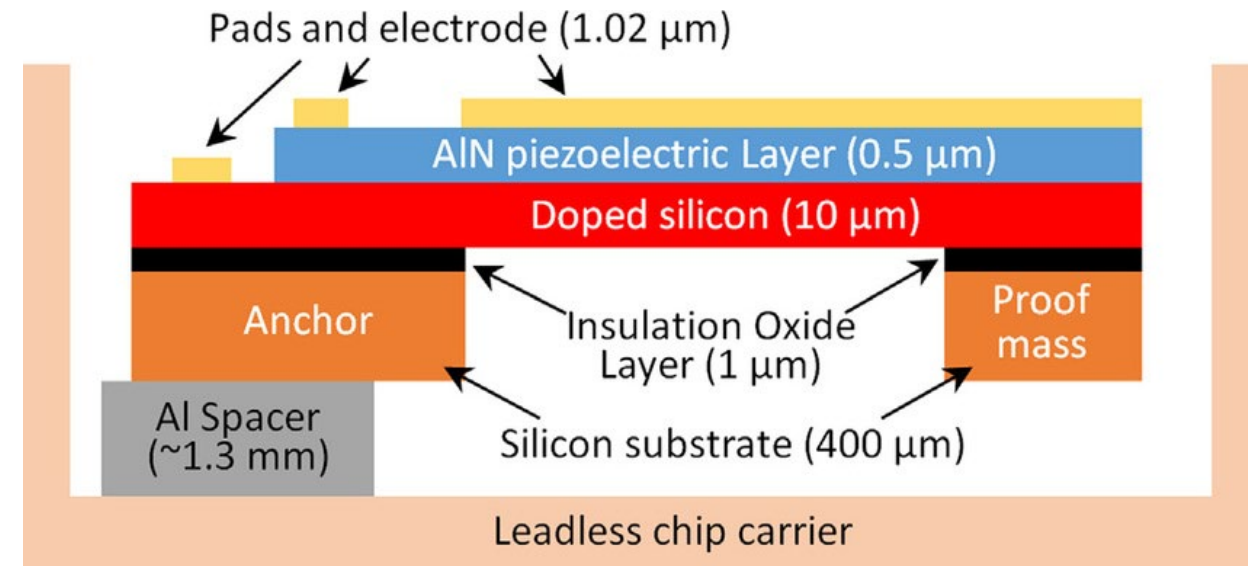 Pads and electrode (1.02 µm)
AlN piezoelectric Layer (0.5 µm)
Doped silicon (10 µm)
Anchor
Insulation Oxide
Layer (1 µm)
Proof
mass
Al Spacer
(~1.3 mm)
Silicon substrate (400 µm)
Leadless chip carrier